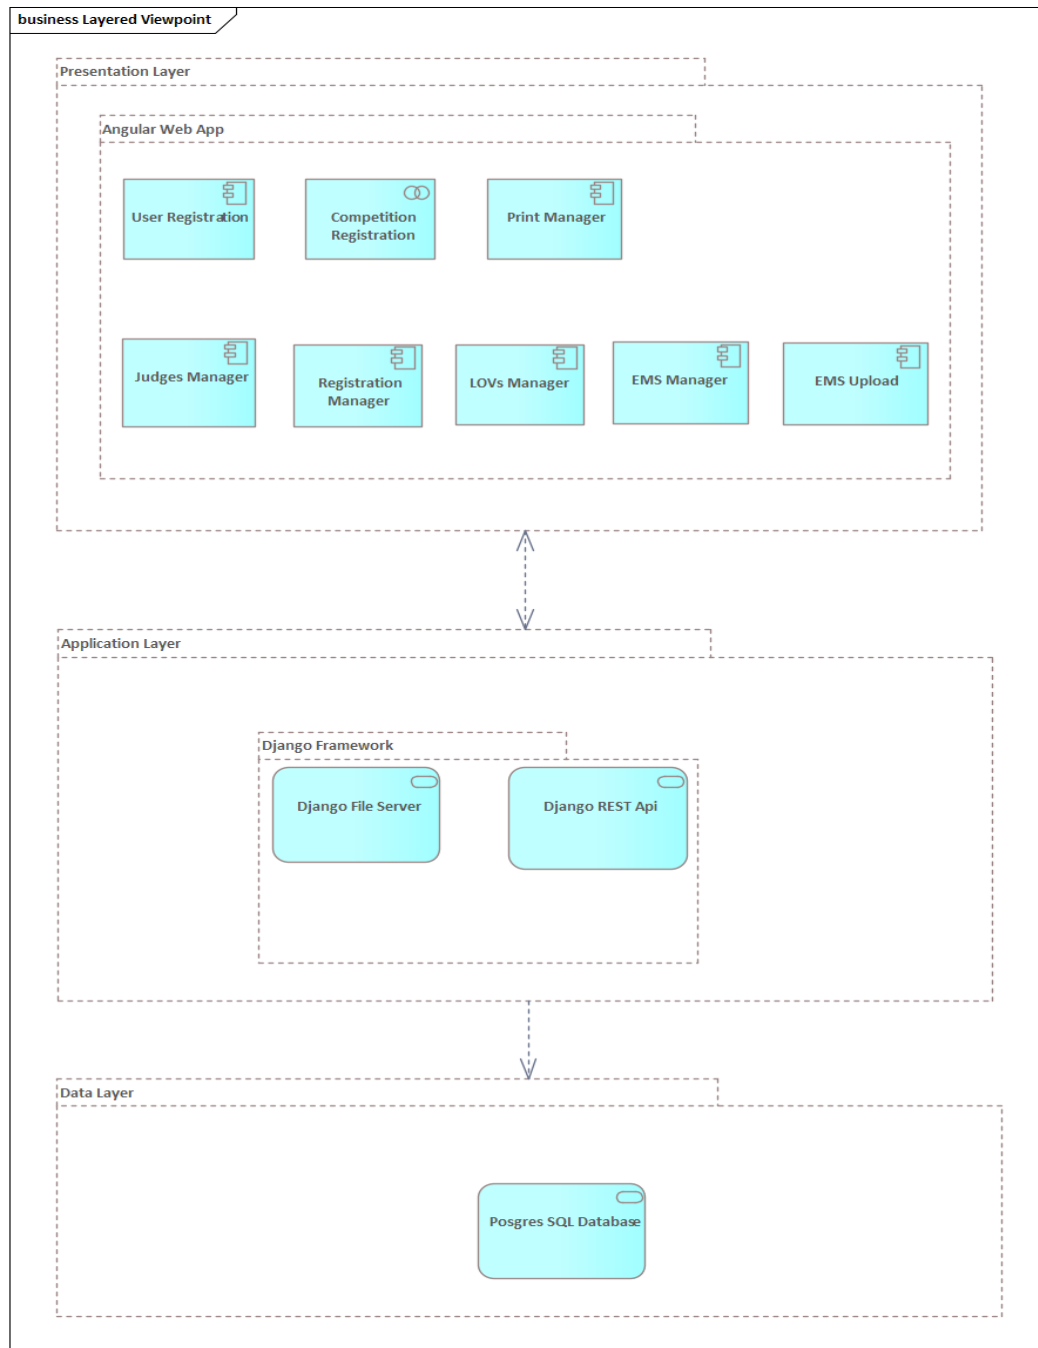 business Layered Viewpoint
Presentation Layer
Angular Web App
User Registration
Competition
Registration
Print Manager
Judges Manager
Registration
Manager
LOVs Manager
EMS Manager
EMS Upload
Application Layer
Django Framework
Django File Server
Django REST Api
Data Layer
Posgres SQL Database